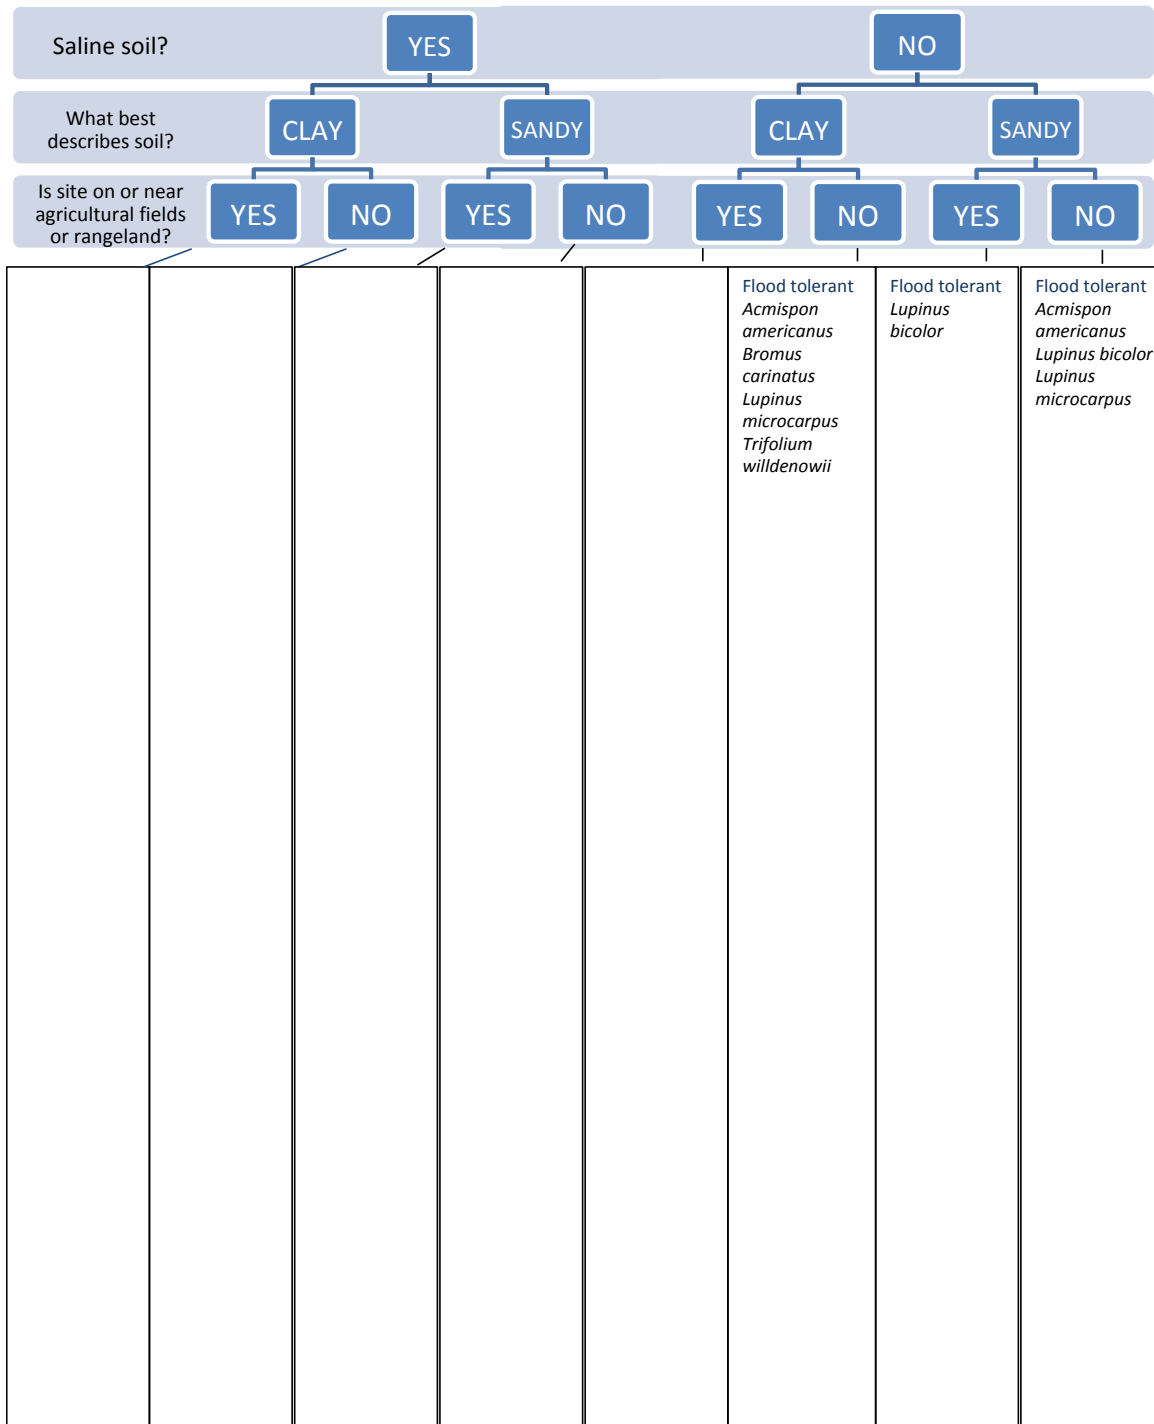 Saline soil?
YES
NO
What best
describes soil?
CLAY
SANDY
CLAY
SANDY
Is site on or near
agricultural fields
or rangeland?
YES
NO
YES
NO
YES
NO
YES
NO
Flood tolerant
Acmispon
americanus
Bromus
carinatus
Lupinus
microcarpus
Trifolium
willdenowii
Flood tolerant
Lupinus
bicolor
Flood tolerant
Acmispon
americanus
Lupinus bicolor
Lupinus
microcarpus